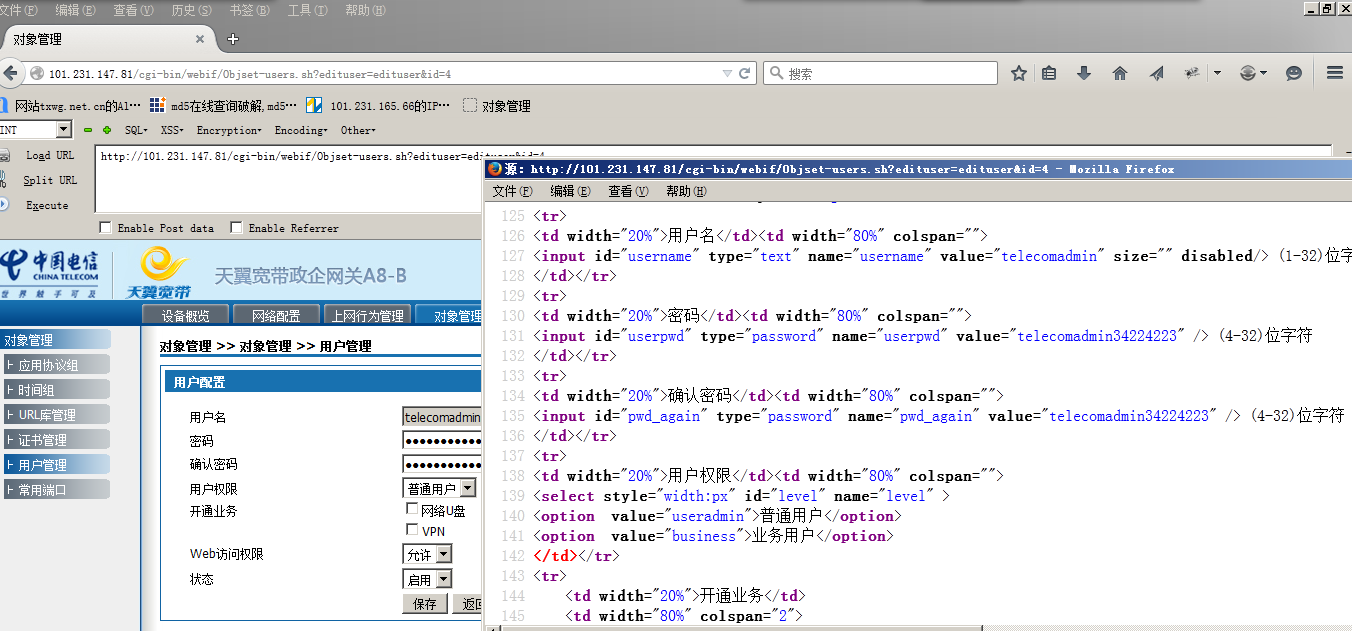 文件(F) 编辑(E) 查看(V) 历史(S) 书签(B) 工具(T) 帮助(H)
对象管理
101.231.147.81/cgi-bin/webif/Objset-users.sh?edituser=edituser&id=4
搜索
网站txwg.net.cn的Al… md5在线查询破解,md5… 101.231.165.66的IP… 对象管理
INT SQL XSS Encryption Encoding Other
Load URL
http://101.231.147.81/cgi-bin/webif/Objset-users.sh?edituser=edituser&id=4
Split URL
Execute
Enable Post data Enable Referrer
中国电信
CHINA TELECOM
世界触手可及
天翼宽带
天翼宽带政企网关A8-B
设备概览 网络配置 上网行为管理 对象管理
对象管理
应用协议组
时间组
URL库管理
证书管理
用户管理
常用端口
对象管理 >> 对象管理 >> 用户管理
用户配置
用户名 telecomadmin
密码
确认密码
用户权限 普通用户
开通业务 网络U盘
VPN
Web访问权限 允许
状态 启用
保存 返回
源: http://101.231.147.81/cgi-bin/webif/Objset-users.sh?edituser=edituser&id=4 - Mozilla Firefox
文件(F) 编辑(E) 查看(V) 帮助(H)
125 <tr>
126 <td width="20%">用户名</td><td width="80%" colspan="">
127 <input id="username" type="text" name="username" value="telecomadmin" size="" disabled/> (1-32)位字
128 </td></tr>
129 <tr>
130 <td width="20%">密码</td><td width="80%" colspan="">
131 <input id="userpwd" type="password" name="userpwd" value="telecomadmin34224223" /> (4-32)位字符
132 </td></tr>
133 <tr>
134 <td width="20%">确认密码</td><td width="80%" colspan="">
135 <input id="pwd_again" type="password" name="pwd_again" value="telecomadmin34224223" /> (4-32)位字符
136 </td></tr>
137 <tr>
138 <td width="20%">用户权限</td><td width="80%" colspan="">
139 <select style="width:px" id="level" name="level" >
140 <option  value="useradmin">普通用户</option>
141 <option  value="business">业务用户</option>
142 </td></tr>
143 <tr>
144     <td width="20%">开通业务</td>
145     <td width="80%" colspan="2">